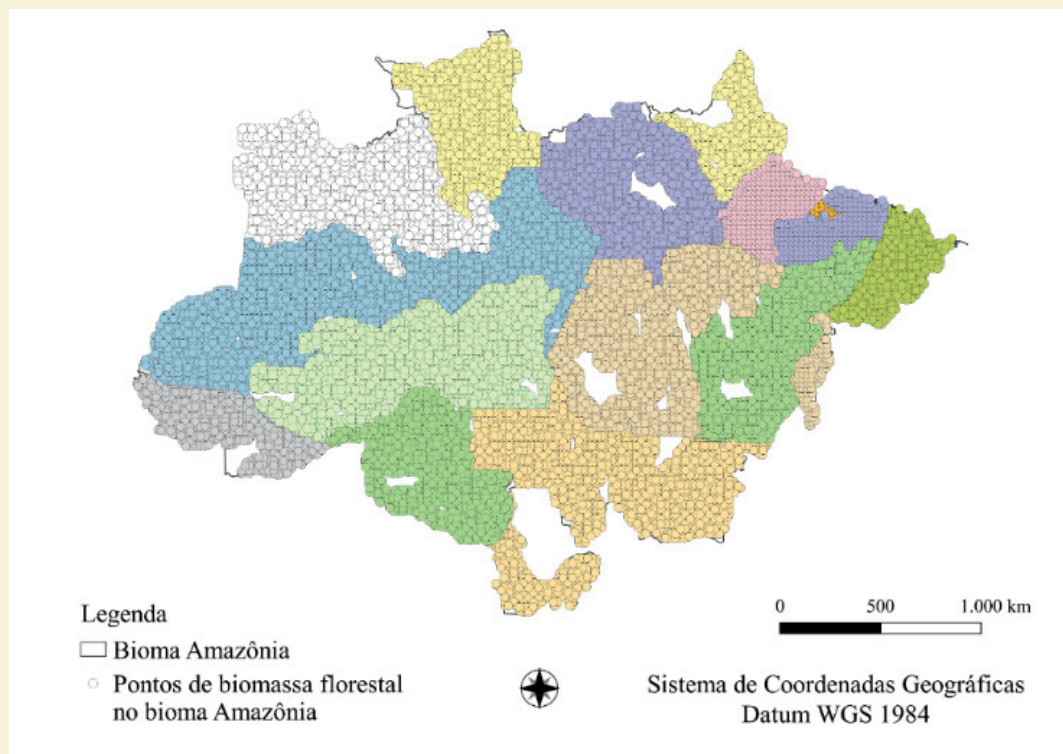 Legenda
Bioma Amazônia
Pontos de biomassa florestal
no bioma Amazônia
0 500 1.000 km
Sistema de Coordenadas Geográficas
Datum WGS 1984